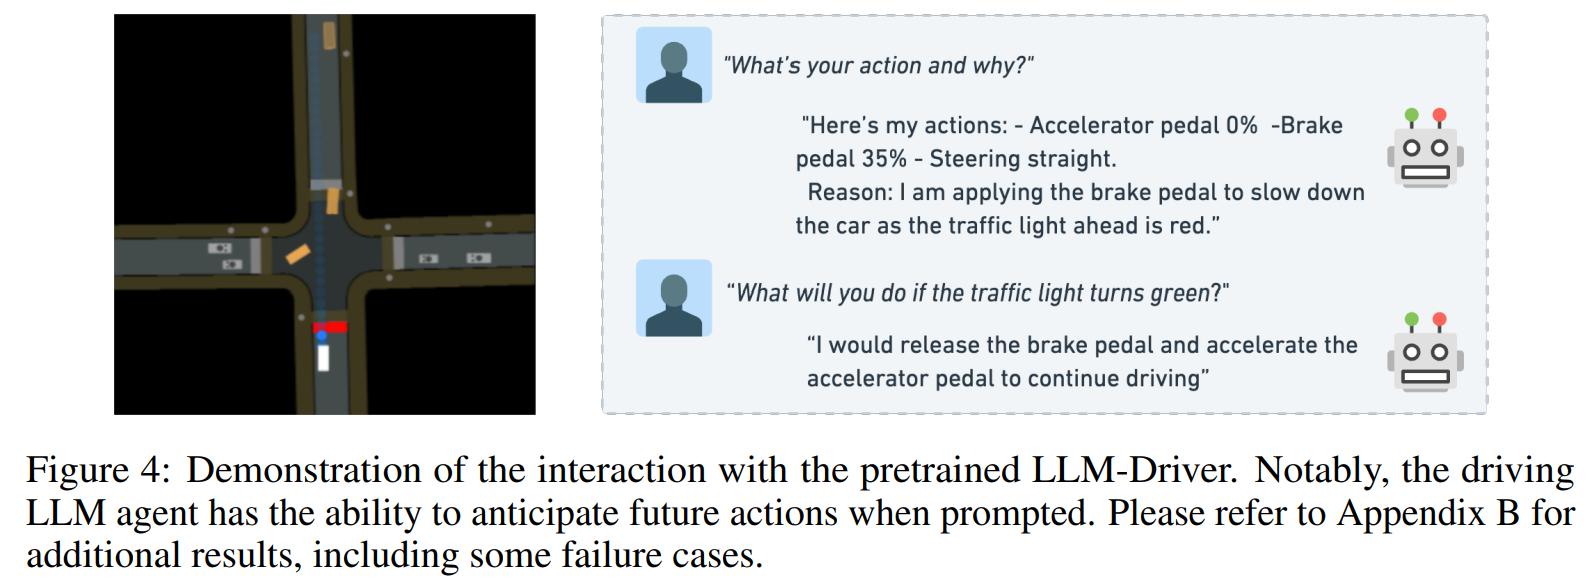 "What's your action and why?"
"Here's my actions: - Accelerator pedal 0%  -Brake
pedal 35% - Steering straight.
Reason: I am applying the brake pedal to slow down
the car as the traffic light ahead is red.”
“What will you do if the traffic light turns green?"
“I would release the brake pedal and accelerate the
accelerator pedal to continue driving”
Figure 4: Demonstration of the interaction with the pretrained LLM-Driver. Notably, the driving
LLM agent has the ability to anticipate future actions when prompted. Please refer to Appendix B for
additional results, including some failure cases.